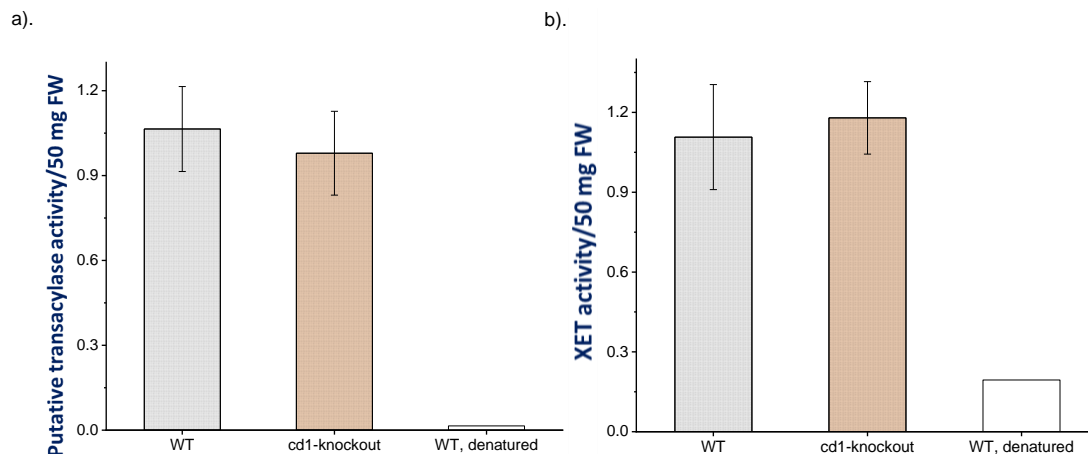 a).
Putative transacylase activity/50 mg FW
1.2
0.9
0.6
0.3
0.0
WT
cd1-knockout
WT, denatured
b).
XET activity/50 mg FW
1.2
0.9
0.6
0.3
0.0
WT
cd1-knockout
WT, denatured